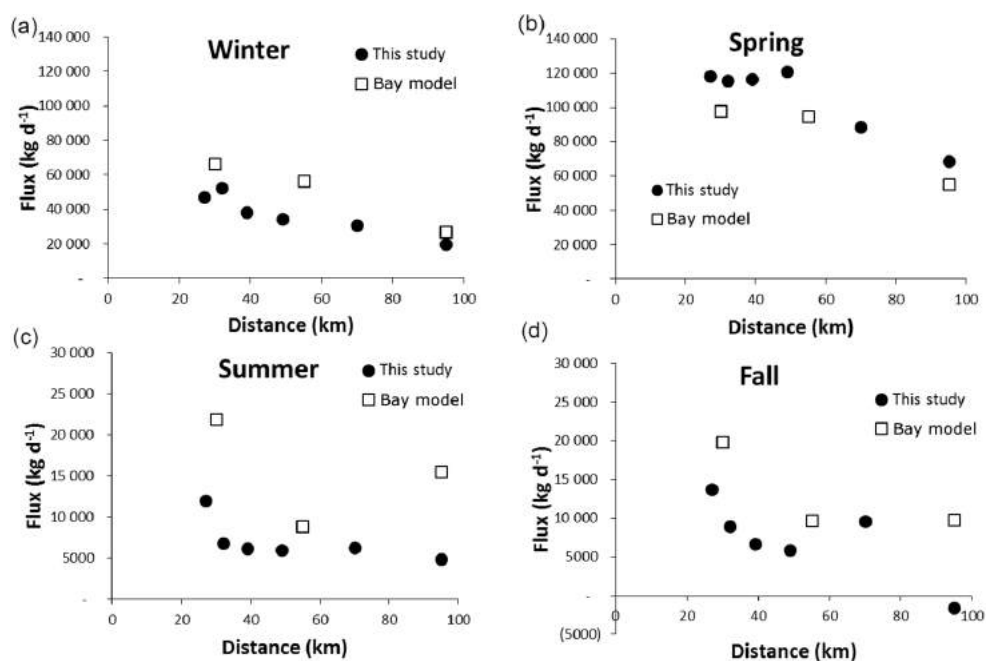 (a)
Winter
140 000
120 000
100 000
80 000
60 000
40 000
20 000
-
Flux (kg d⁻¹)
This study
Bay model
0 20 40 60 80 100
Distance (km)
(b)
Spring
140 000
120 000
100 000
80 000
60 000
40 000
20 000
-
Flux (kg d⁻¹)
This study
Bay model
0 20 40 60 80 100
Distance (km)
(c)
Summer
30 000
25 000
20 000
15 000
10 000
5000
-
Flux (kg d⁻¹)
This study
Bay model
0 20 40 60 80 100
Distance (km)
(d)
Fall
30 000
25 000
20 000
15 000
10 000
5000
-
(5000)
Flux (kg d⁻¹)
This study
Bay model
0 20 40 60 80 100
Distance (km)